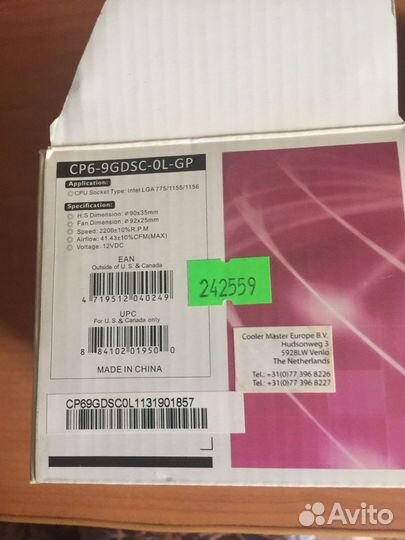 CP6-9GDSC-0L-GP
Application:
CPU Socket Type: Intel LGA 775/1155/1156
Specification:
H.S Dimension: ø90x35mm
Fan Dimension: ø92x25mm
Speed: 2200±10%R.P.M
Airflow: 41.43±10%CFM(MAX)
Voltage: 12VDC
EAN
Outside of U.S. & Canada
4 719512 040249
UPC
For U.S. & Canada only
8 84102 01950 0
MADE IN CHINA
CP69GDSC0L1131901857
242559
Cooler Master Europe B.V.
Hudsonweg 3
5928LW Venlo
The Netherlands
Tel.: +31(0)77 396 8226
Tel.: +31(0)77 396 8227
Avito